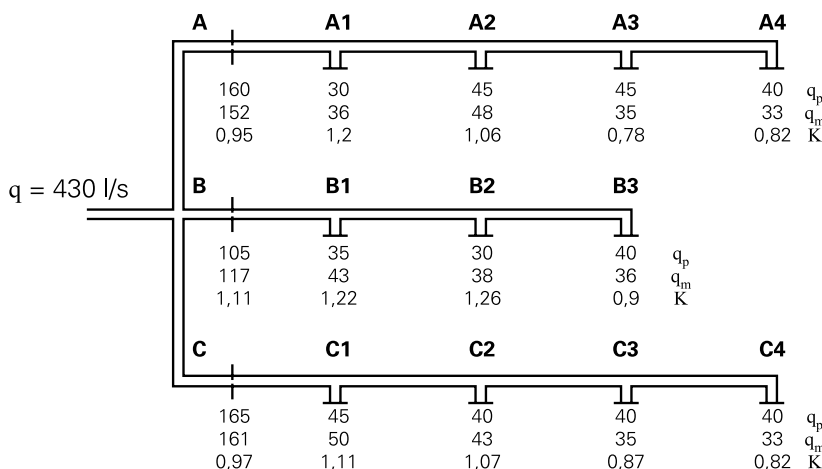 A A1 A2 A3 A4
160 30 45 45 40 qp
152 36 48 35 33 qm
0,95 1,2 1,06 0,78 0,82 K
q = 430 l/s
B B1 B2 B3
105 35 30 40 qp
117 43 38 36 qm
1,11 1,22 1,26 0,9 K
C C1 C2 C3 C4
165 45 40 40 40 qp
161 50 43 35 33 qm
0,97 1,11 1,07 0,87 0,82 K